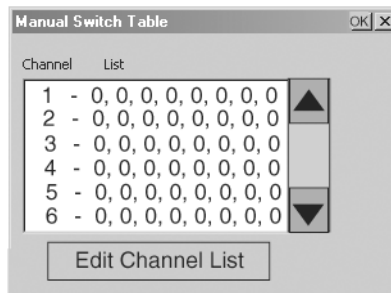 Manual Switch Table OK X
Channel List
1 - 0, 0, 0, 0, 0, 0, 0, 0
2 - 0, 0, 0, 0, 0, 0, 0, 0
3 - 0, 0, 0, 0, 0, 0, 0, 0
4 - 0, 0, 0, 0, 0, 0, 0, 0
5 - 0, 0, 0, 0, 0, 0, 0, 0
6 - 0, 0, 0, 0, 0, 0, 0, 0
Edit Channel List